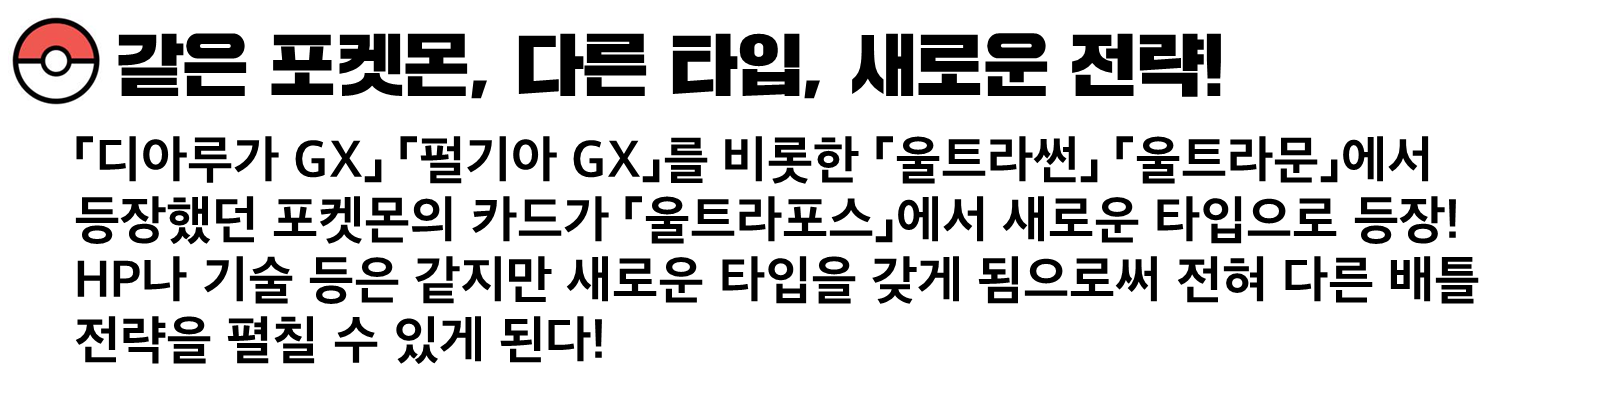 같은 포켓몬, 다른 타입, 새로운 전략!
「디아루가 GX」「펄기아 GX」를 비롯한 「울트라썬」「울트라문」에서
등장했던 포켓몬의 카드가 「울트라포스」에서 새로운 타입으로 등장!
HP나 기술 등은 같지만 새로운 타입을 갖게 됨으로써 전혀 다른 배틀
전략을 펼칠 수 있게 된다!